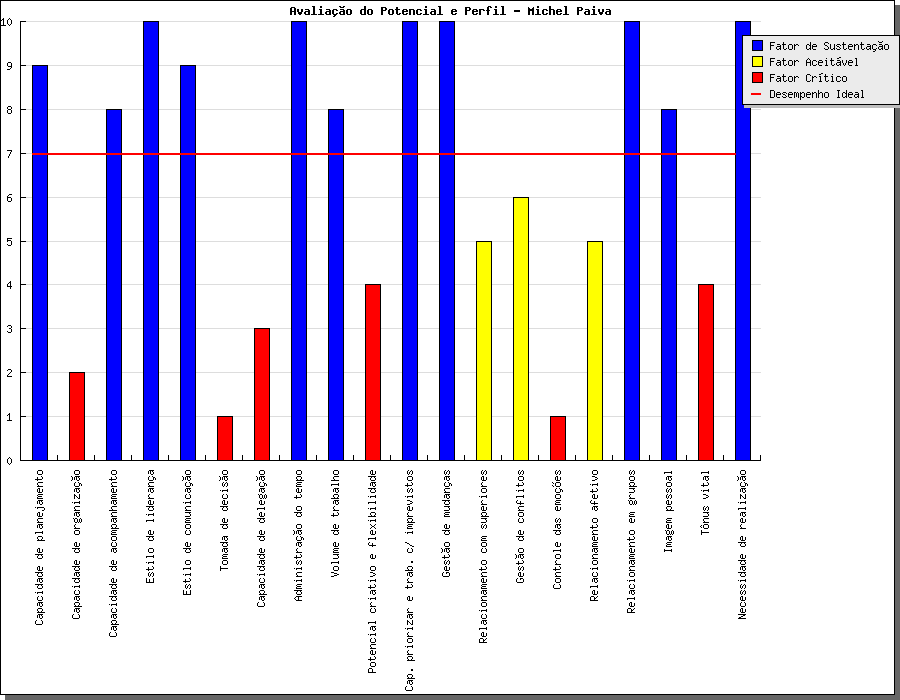 Avaliação do Potencial e Perfil - Michel Paiva
10
9
8
7
6
5
4
3
2
1
0
Fator de Sustentação
Fator Aceitável
Fator Crítico
Desempenho Ideal
Capacidade de planejamento
Capacidade de organização
Capacidade de acompanhamento
Estilo de liderança
Estilo de comunicação
Tomada de decisão
Capacidade de delegação
Administração do tempo
Volume de trabalho
Potencial criativo e flexibilidade
Cap. priorizar e trab. c/ imprevistos
Gestão de mudanças
Relacionamento com superiores
Gestão de conflitos
Controle das emoções
Relacionamento afetivo
Relacionamento em grupos
Imagem pessoal
Tônus vital
Necessidade de realização